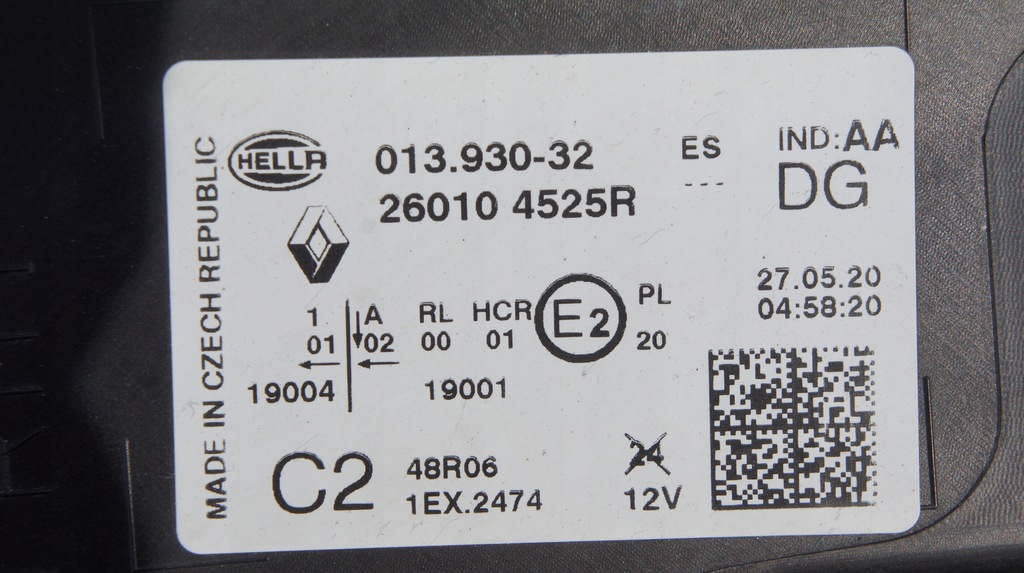 MADE IN CZECH REPUBLIC
HELLA
013.930-32
26010 4525R
ES
---
IND:AA
DG
27.05.20
04:58:20
1 A RL HCR E2 PL
01 02 00 01 20
19004 19001
C2
48R06
1EX.2474
24
12V